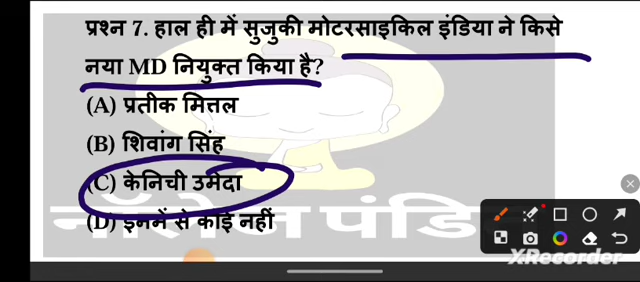 प्रश्न 7. हाल ही में सुजुकी मोटरसाइकिल इंडिया ने किसे
नया MD नियुक्त किया है?
(A) प्रतीक मित्तल
(B) शिवांग सिंह
(C) केनिची उमेदा
(D) इनमें से कोई नहीं
नॉलेज पंडि
XRecorder